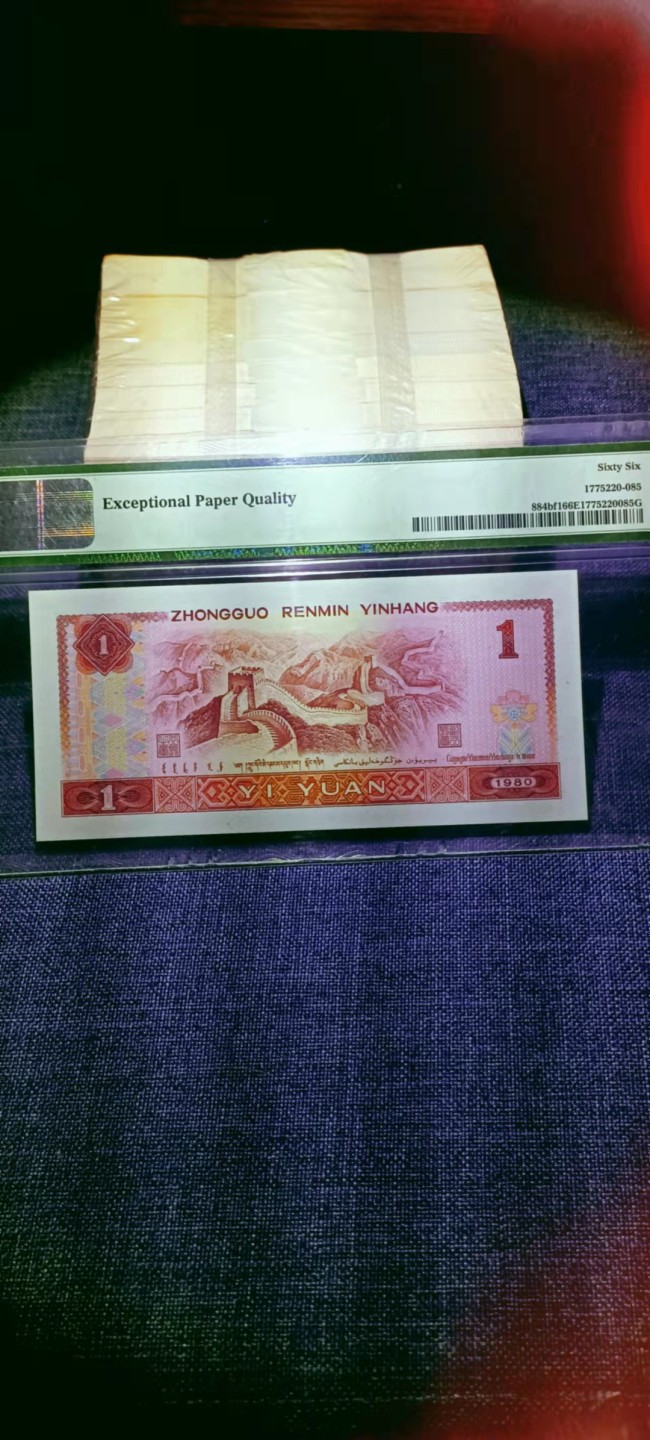 Sixty Six
Exceptional Paper Quality
1775220-085
884bf166E1775220085G
ZHONGGUO RENMIN YINHANG
1
1
1
YI YUAN
1980